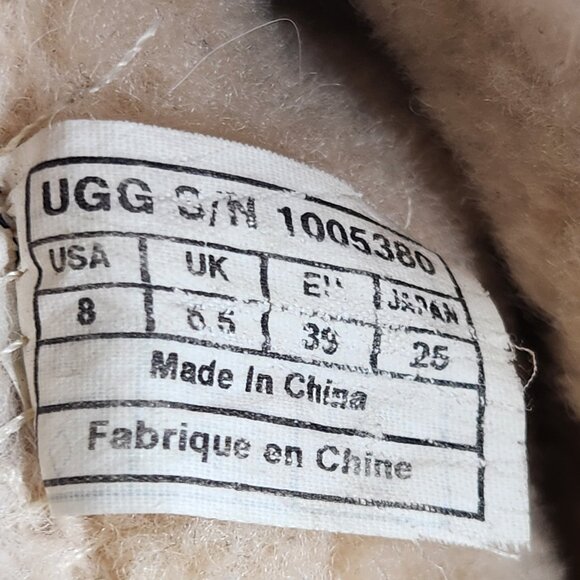 UGG S/N 1005380
USA UK EU JAPAN
8 6.5 39 25
Made In China
Fabrique en Chine